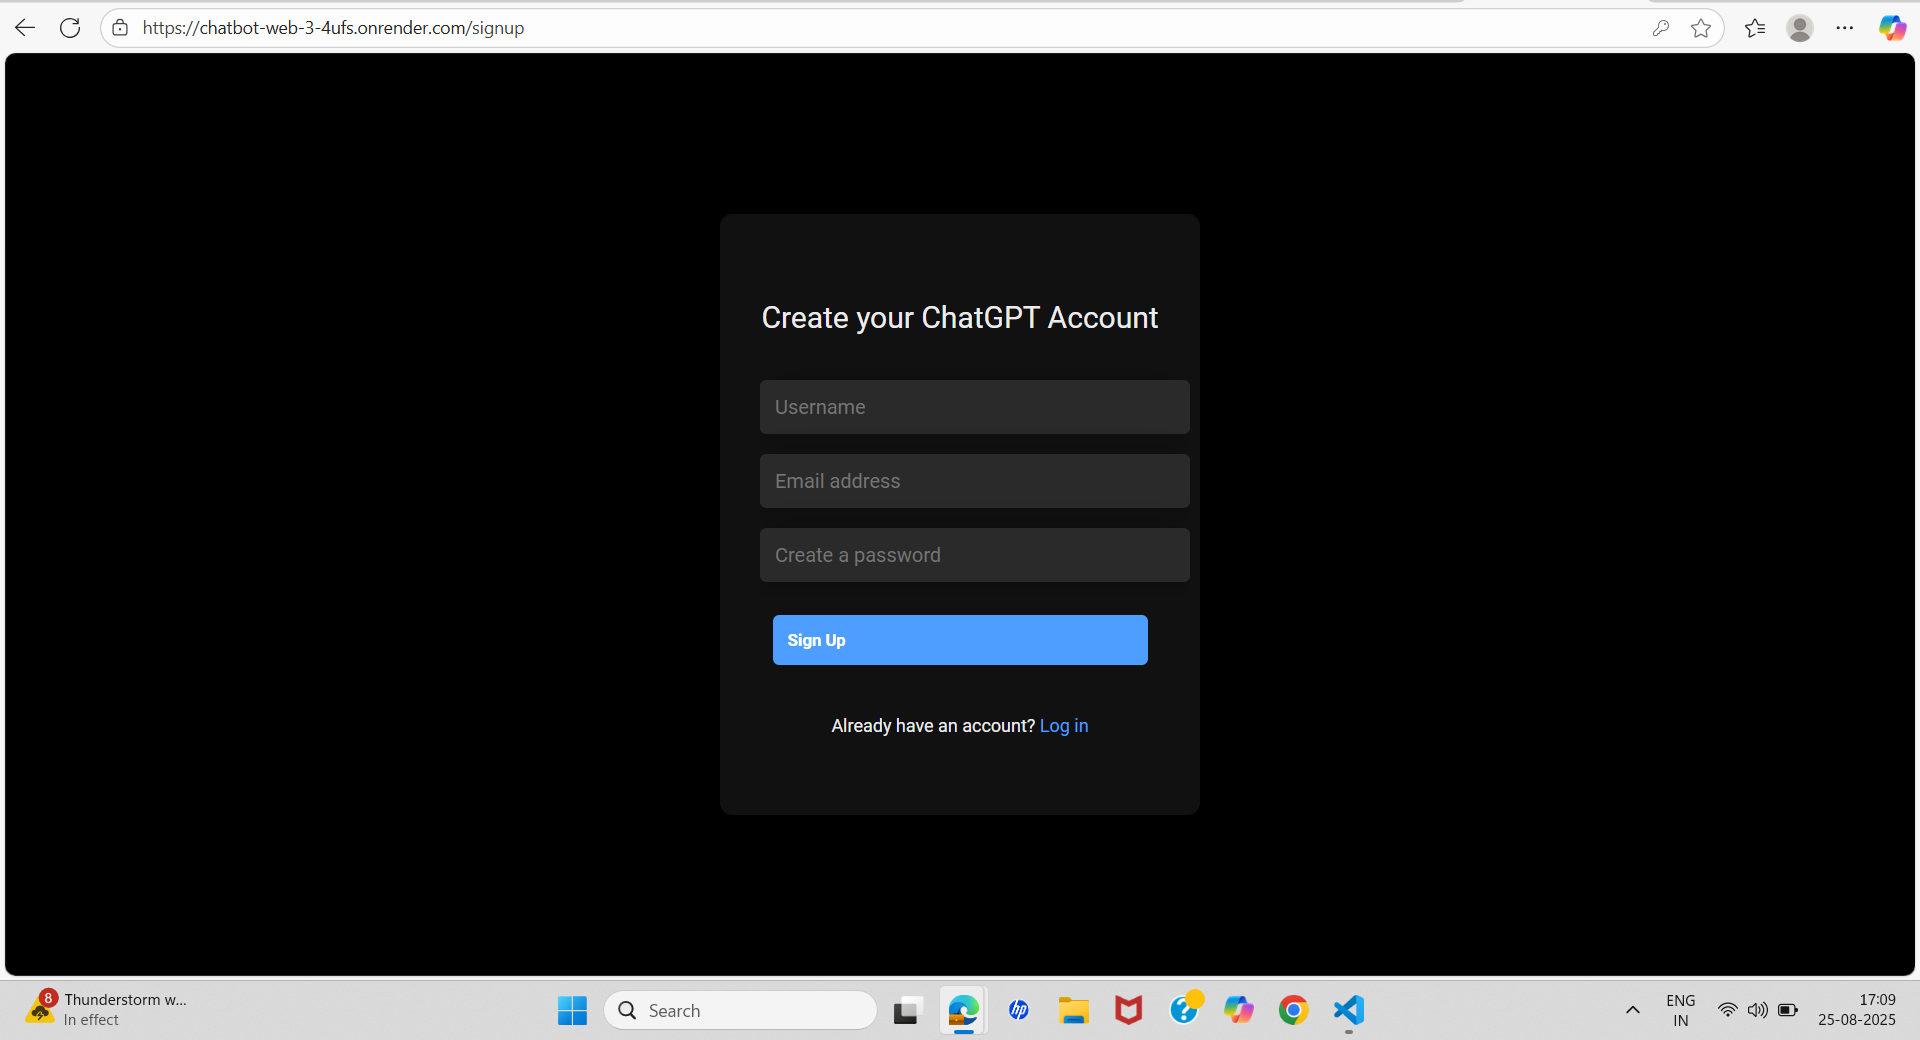 https://chatbot-web-3-4ufs.onrender.com/signup
Create your ChatGPT Account
Username
Email address
Create a password
Sign Up
Already have an account? Log in
8
Thunderstorm w...
In effect
Search
hp
?
ENG
IN
17:09
25-08-2025